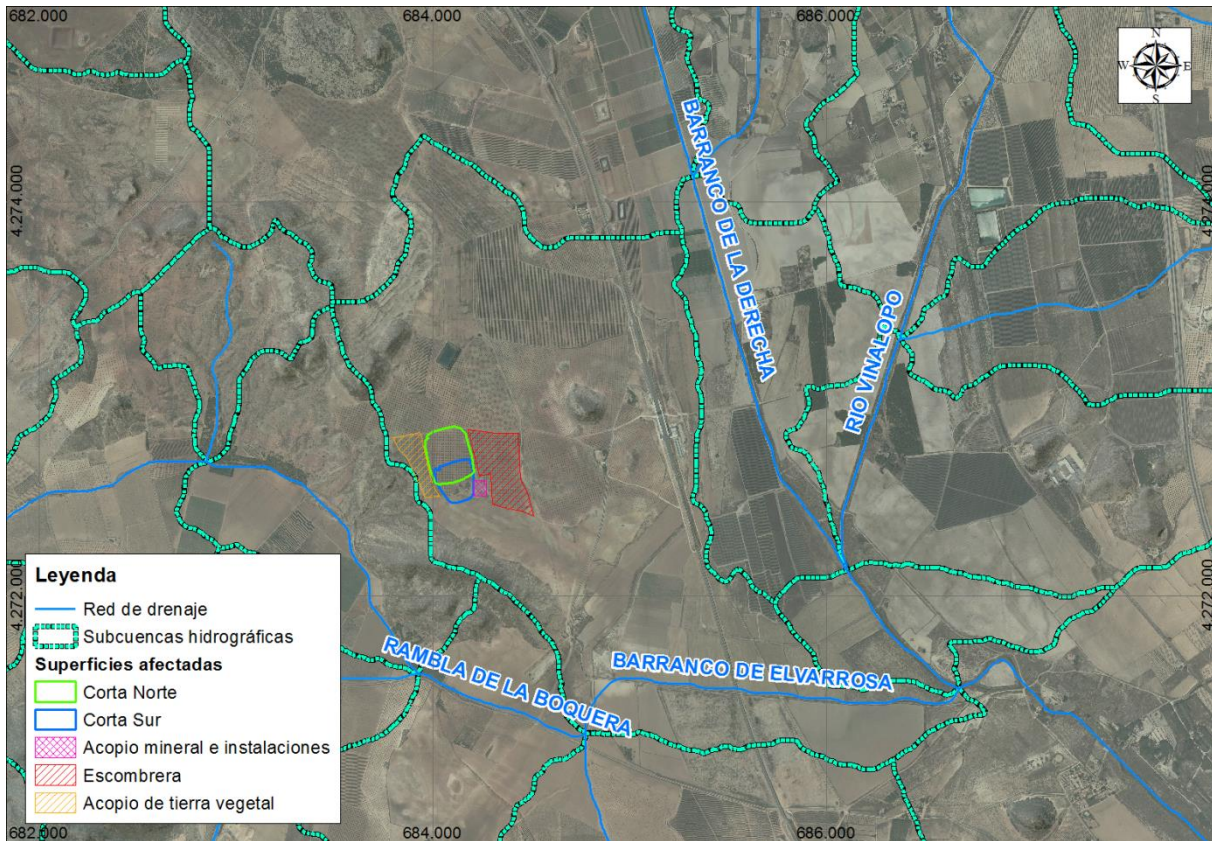 682.000
684.000
686.000
N
W
E
S
4.274.000
4.274.000
BARRANCO DE LA DERECHA
RIO VINALOPO
4.272.000
4.272.000
RAMBLA DE LA BOQUERA
BARRANCO DE ELVARROSA
Leyenda
Red de drenaje
Subcuencas hidrográficas
Superficies afectadas
Corta Norte
Corta Sur
Acopio mineral e instalaciones
Escombrera
Acopio de tierra vegetal
682.000
684.000
686.000